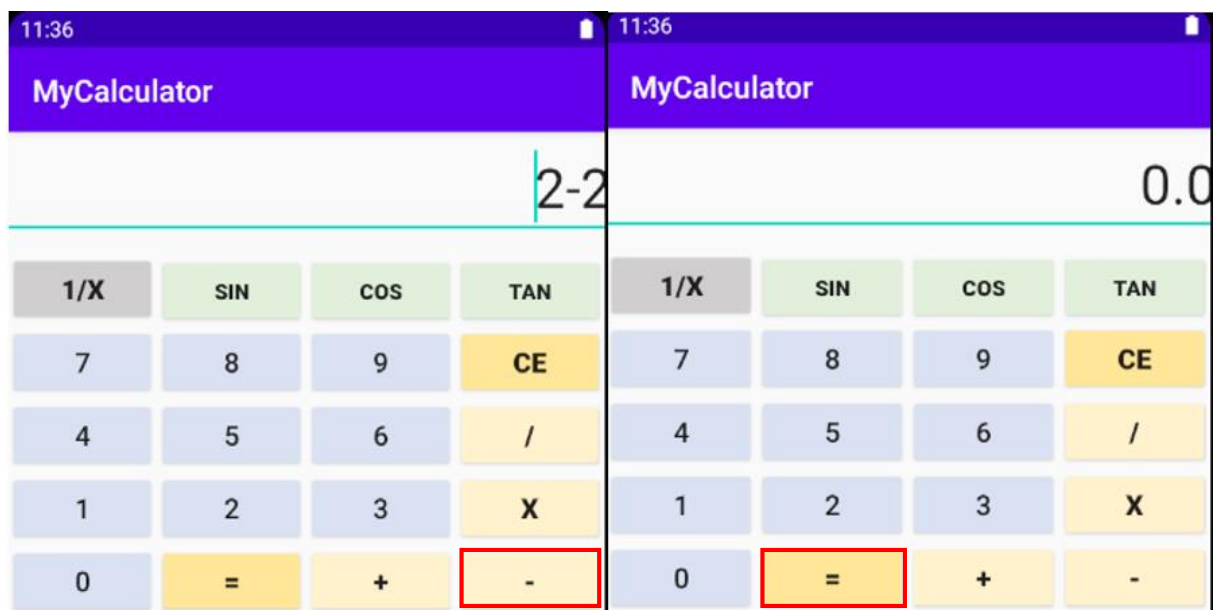 11:36
MyCalculator
2-2
1/X SIN COS TAN
7 8 9 CE
4 5 6 /
1 2 3 X
0 = + -
11:36
MyCalculator
0.0
1/X SIN COS TAN
7 8 9 CE
4 5 6 /
1 2 3 X
0 = + -